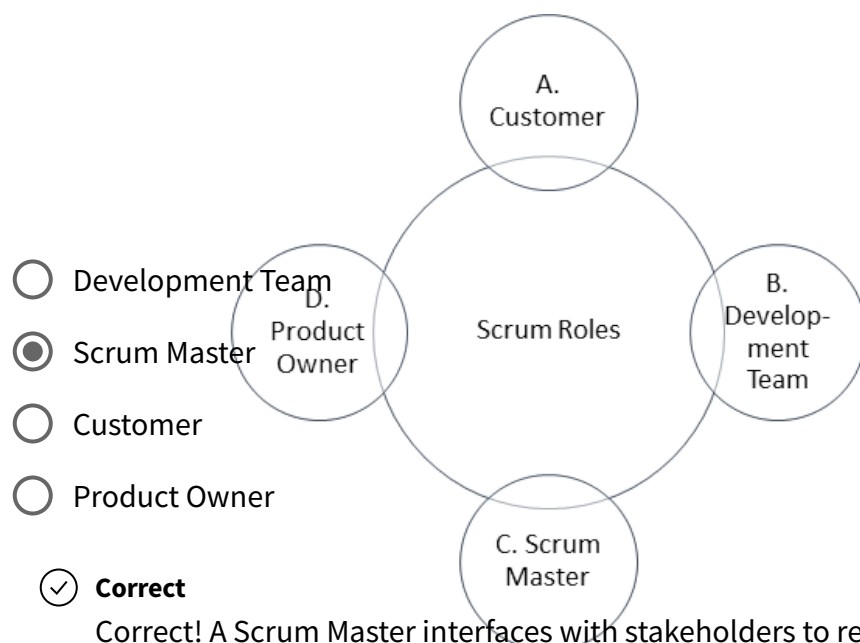 A.
Customer
Development Team
D.
Product
Owner
Scrum Roles
B.
Develop-
ment
Team
Scrum Master
Customer
Product Owner
C. Scrum
Master
Correct
Correct! A Scrum Master interfaces with stakeholders to re